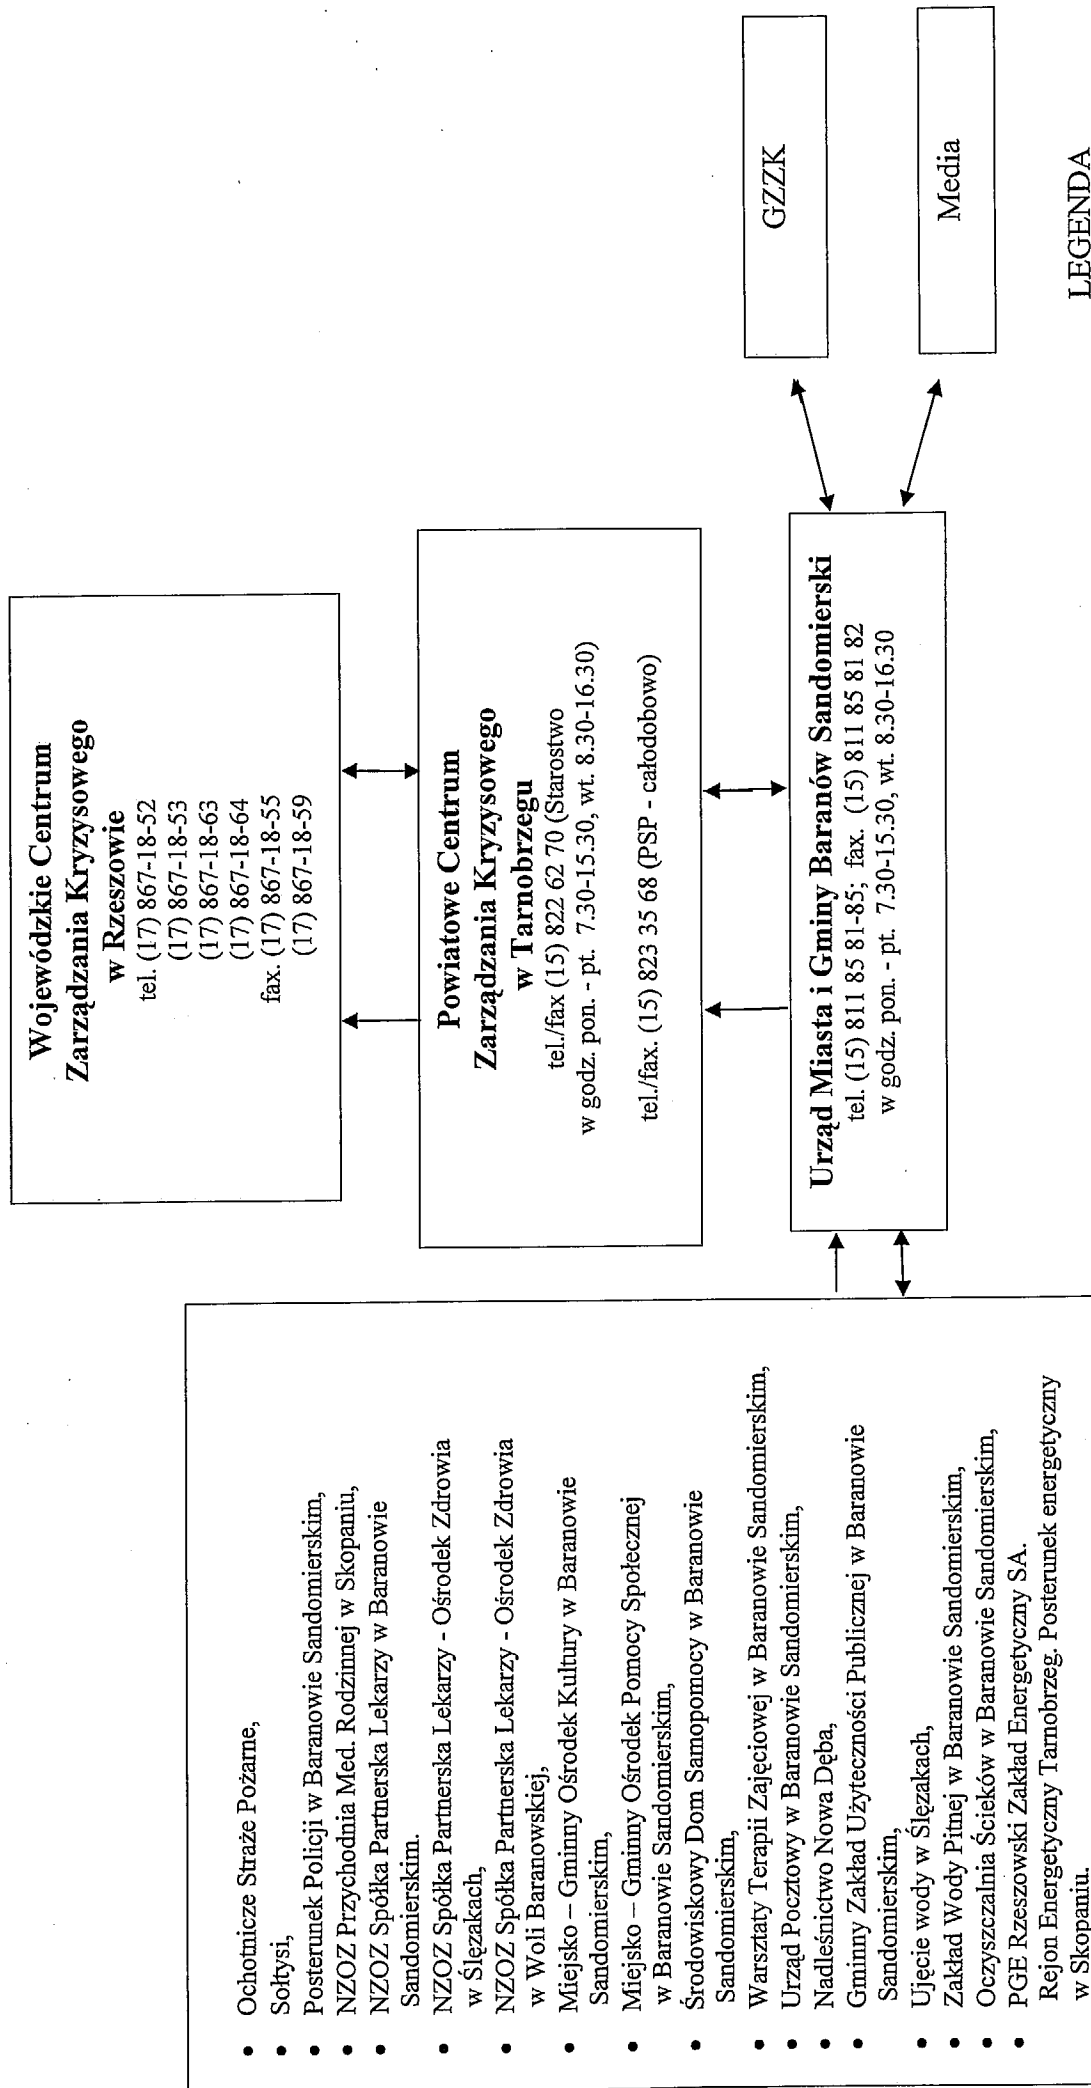 Wojewódzkie Centrum
Zarządzania Kryzysowego
w Rzeszowie
tel. (17) 867-18-52
(17) 867-18-53
(17) 867-18-63
(17) 867-18-64
fax. (17) 867-18-55
(17) 867-18-59
Powiatowe Centrum
Zarządzania Kryzysowego
w Tarnobrzegu
tel./fax (15) 822 62 70 (Starostwo
w godz. pon. - pt. 7.30-15.30, wt. 8.30-16.30)
tel./fax. (15) 823 35 68 (PSP - całodobowo)
Urząd Miasta i Gminy Baranów Sandomierski
tel. (15) 811 85 81-85; fax. (15) 811 85 81 82
w godz. pon. - pt. 7.30-15.30, wt. 8.30-16.30
GZZK
Media
LEGENDA
• Ochotnicze Straże Pożarne,
• Sołtysi,
• Posterunek Policji w Baranowie Sandomierskim,
• NZOZ Przychodnia Med. Rodzinnej w Skopaniu,
• NZOZ Spółka Partnerska Lekarzy w Baranowie
Sandomierskim.
• NZOZ Spółka Partnerska Lekarzy - Ośrodek Zdrowia
w Ślęzakach,
• NZOZ Spółka Partnerska Lekarzy - Ośrodek Zdrowia
w Woli Baranowskiej,
• Miejsko – Gminny Ośrodek Kultury w Baranowie
Sandomierskim,
• Miejsko – Gminny Ośrodek Pomocy Społecznej
w Baranowie Sandomierskim,
• Środowiskowy Dom Samopomocy w Baranowie
Sandomierskim,
• Warsztaty Terapii Zajęciowej w Baranowie Sandomierskim,
• Urząd Pocztowy w Baranowie Sandomierskim,
• Nadleśnictwo Nowa Dęba,
• Gminny Zakład Użyteczności Publicznej w Baranowie
Sandomierskim,
• Ujęcie wody w Ślęzakach,
• Zakład Wody Pitnej w Baranowie Sandomierskim,
• Oczyszczalnia Ścieków w Baranowie Sandomierskim,
• PGE Rzeszowski Zakład Energetyczny SA.
Rejon Energetyczny Tarnobrzeg. Posterunek energetyczny
w Skopaniu.